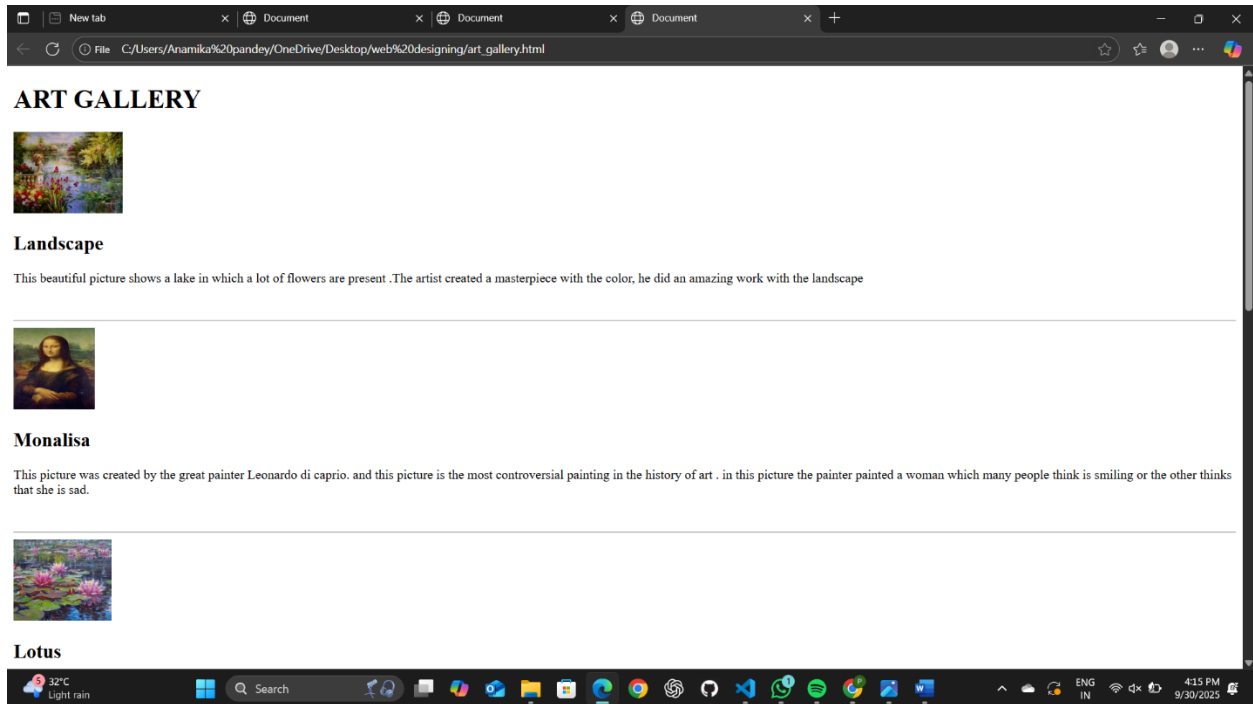 New tab
Document
Document
Document
File C:/Users/Anamika%20pandey/OneDrive/Desktop/web%20designing/art_gallery.html
ART GALLERY
Landscape
This beautiful picture shows a lake in which a lot of flowers are present .The artist created a masterpiece with the color, he did an amazing work with the landscape
Monalisa
This picture was created by the great painter Leonardo di caprio. and this picture is the most controversial painting in the history of art . in this picture the painter painted a woman which many people think is smiling or the other thinks
that she is sad.
Lotus
5
32°C
Light rain
Search
ENG
IN
4:15 PM
9/30/2025